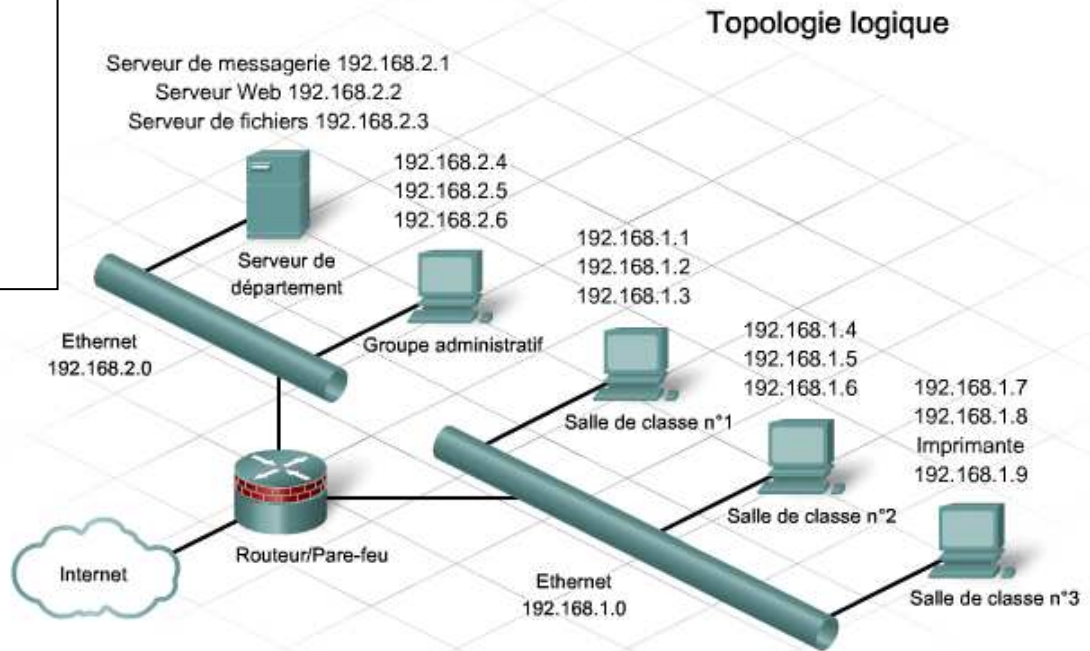 Topologie logique
Serveur de messagerie 192.168.2.1
Serveur Web 192.168.2.2
Serveur de fichiers 192.168.2.3
Serveur de
département
192.168.2.4
192.168.2.5
192.168.2.6
Groupe administratif
Ethernet
192.168.2.0
192.168.1.1
192.168.1.2
192.168.1.3
Salle de classe n°1
192.168.1.4
192.168.1.5
192.168.1.6
Salle de classe n°2
192.168.1.7
192.168.1.8
Imprimante
192.168.1.9
Salle de classe n°3
Routeur/Pare-feu
Internet
Ethernet
192.168.1.0